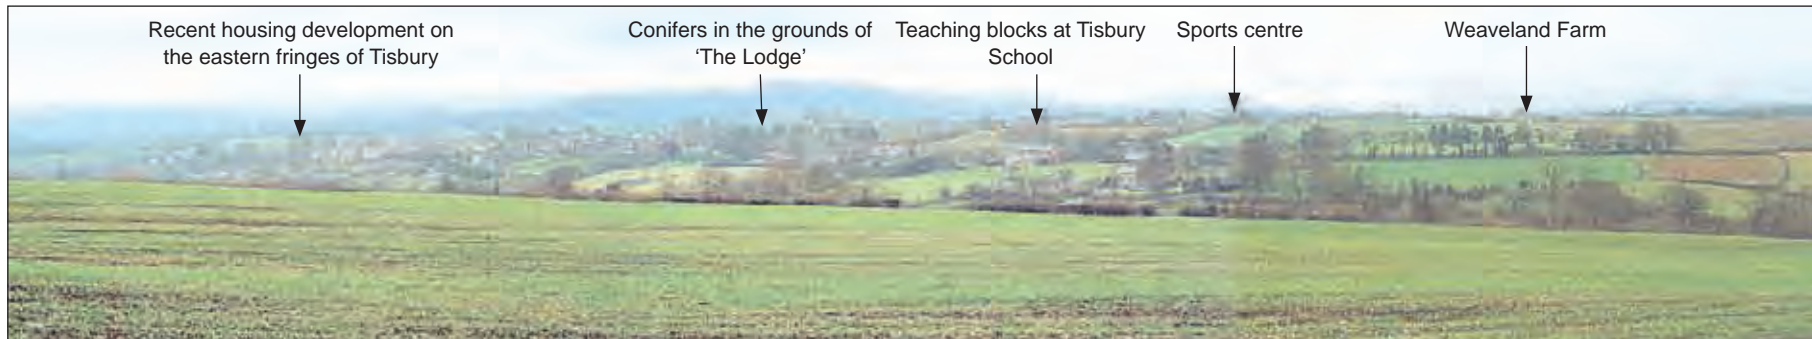 Recent housing development on
the eastern fringes of Tisbury
Conifers in the grounds of
‘The Lodge’
Teaching blocks at Tisbury
School
Sports centre
Weaveland Farm